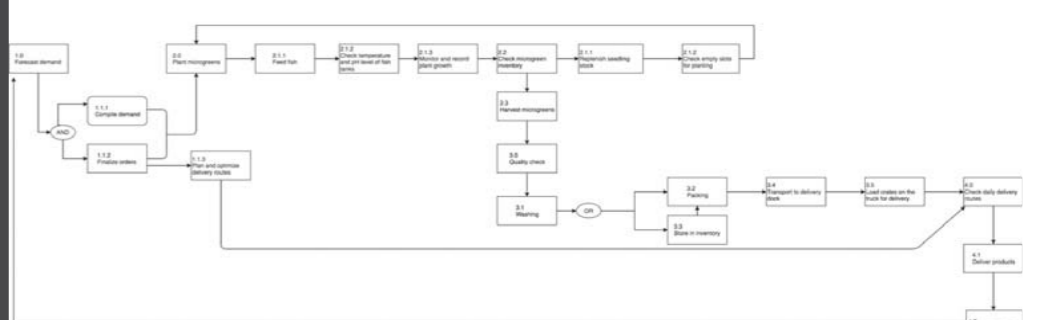 1.0
Forecast demand
2.0
Plant microgreens
2.1.1
Feed fish
2.1.2
Check temperature
and pH level of fish
tanks
2.1.3
Monitor and record
plant growth
2.2
Check microgreen
inventory
2.1.1
Replenish seedling
stock
2.1.2
Check empty slots
for planting
1.1.1
Compile demand
AND
1.1.2
Finalize orders
1.1.3
Plan and optimize
delivery routes
2.3
Harvest microgreens
3.0
Quality check
3.1
Washing
OR
3.2
Packing
3.3
Store in inventory
3.4
Transport to delivery
dock
3.5
Load crates on the
truck for delivery
4.0
Check daily delivery
routes
4.1
Deliver products